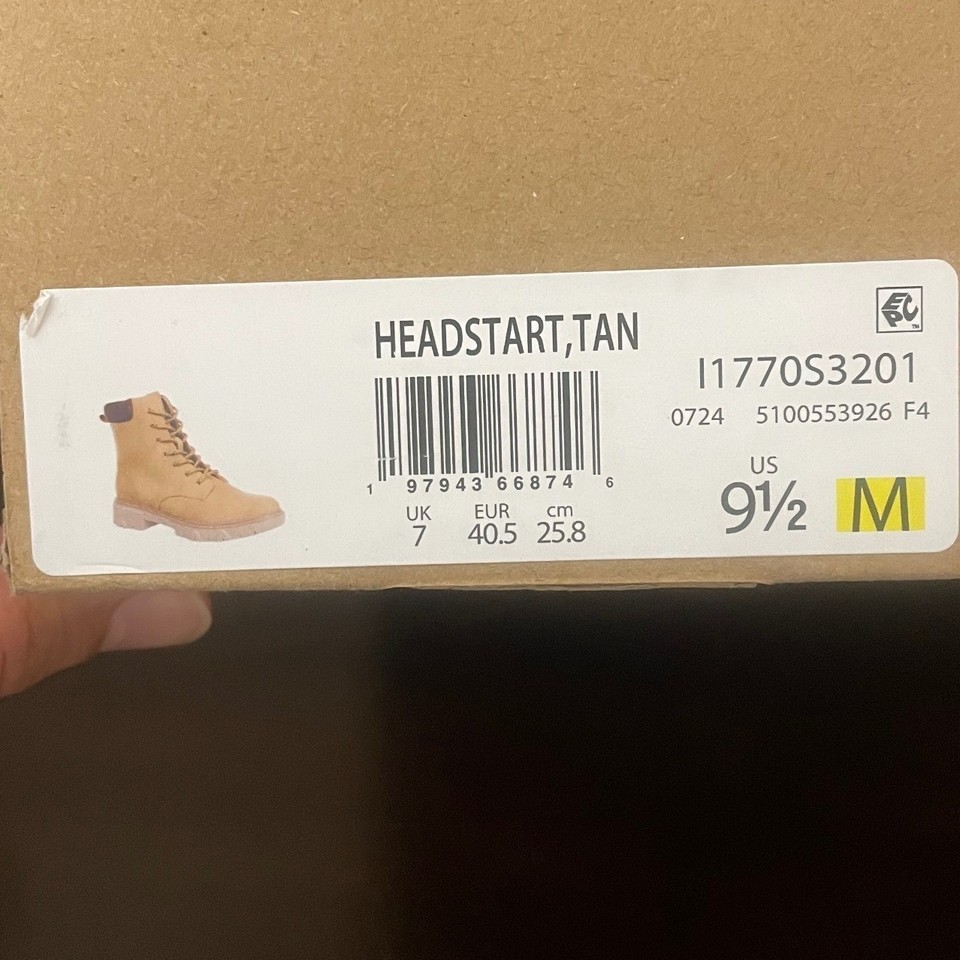 HEADSTART,TAN
EPC™
I1770S3201
0724 5100553926 F4
1 97943 66874 6
UK EUR cm
7 40.5 25.8
US
9½ M